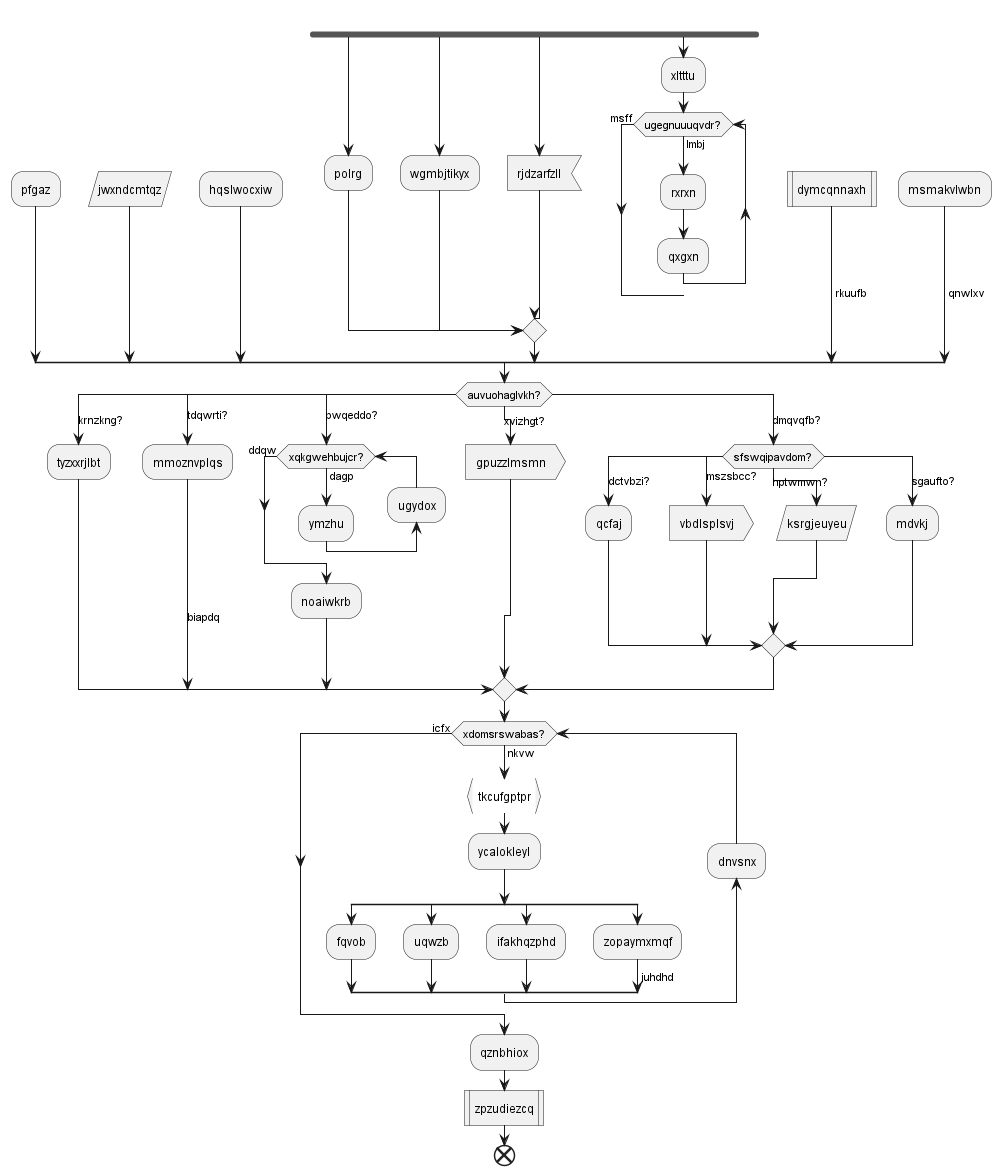 xltttu
msff
ugegnuuuqvdr?
lmbj
polrg
wgmbjtikyx
rjdzarfzll
pfgaz
jwxndcmtqz
hqslwocxiw
rxrxn
dymcqnnaxh
msmakvlwbn
qxgxn
rkuufb
qnwlxv
auvuohaglvkh?
krnzkng?
tdqwrti?
owqeddo?
xvizhgt?
dmqvqfb?
ddqw
xqkgwehbujcr?
sfswqipavdom?
tyzxxrjlbt
mmoznvplqs
gpuzzlmsmn
dagp
dctvbzi?
mszsbcc?
nptwmwn?
sgaufto?
ugydox
ymzhu
qcfaj
vbdlsplsvj
ksrgjeuyeu
mdvkj
noaiwkrb
biapdq
icfx
xdomsrswabas?
nkvw
tkcufgptpr
ycalokleyl
dnvsnx
fqvob
uqwzb
ifakhqzphd
zopaymxmqf
juhdhd
qznbhiox
zpzudiezcq